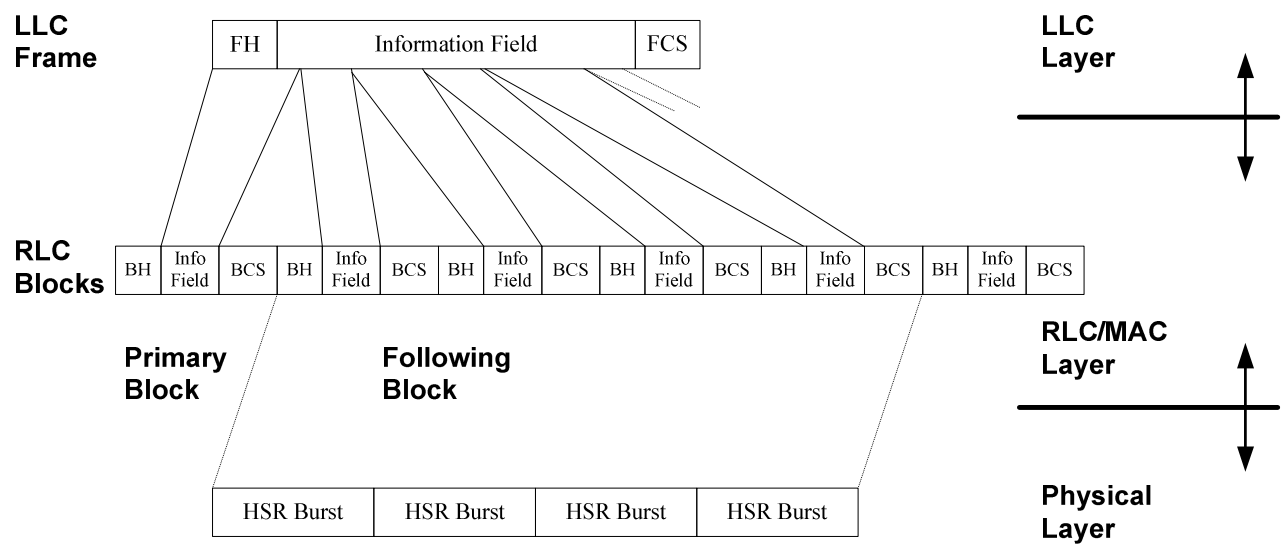 LLC
Frame
FH Information Field FCS
LLC
Layer
RLC
Blocks
BH Info Field BCS BH Info Field BCS BH Info Field BCS BH Info Field BCS BH Info Field BCS BH Info Field BCS
Primary
Block
Following
Block
RLC/MAC
Layer
HSR Burst HSR Burst HSR Burst HSR Burst
Physical
Layer